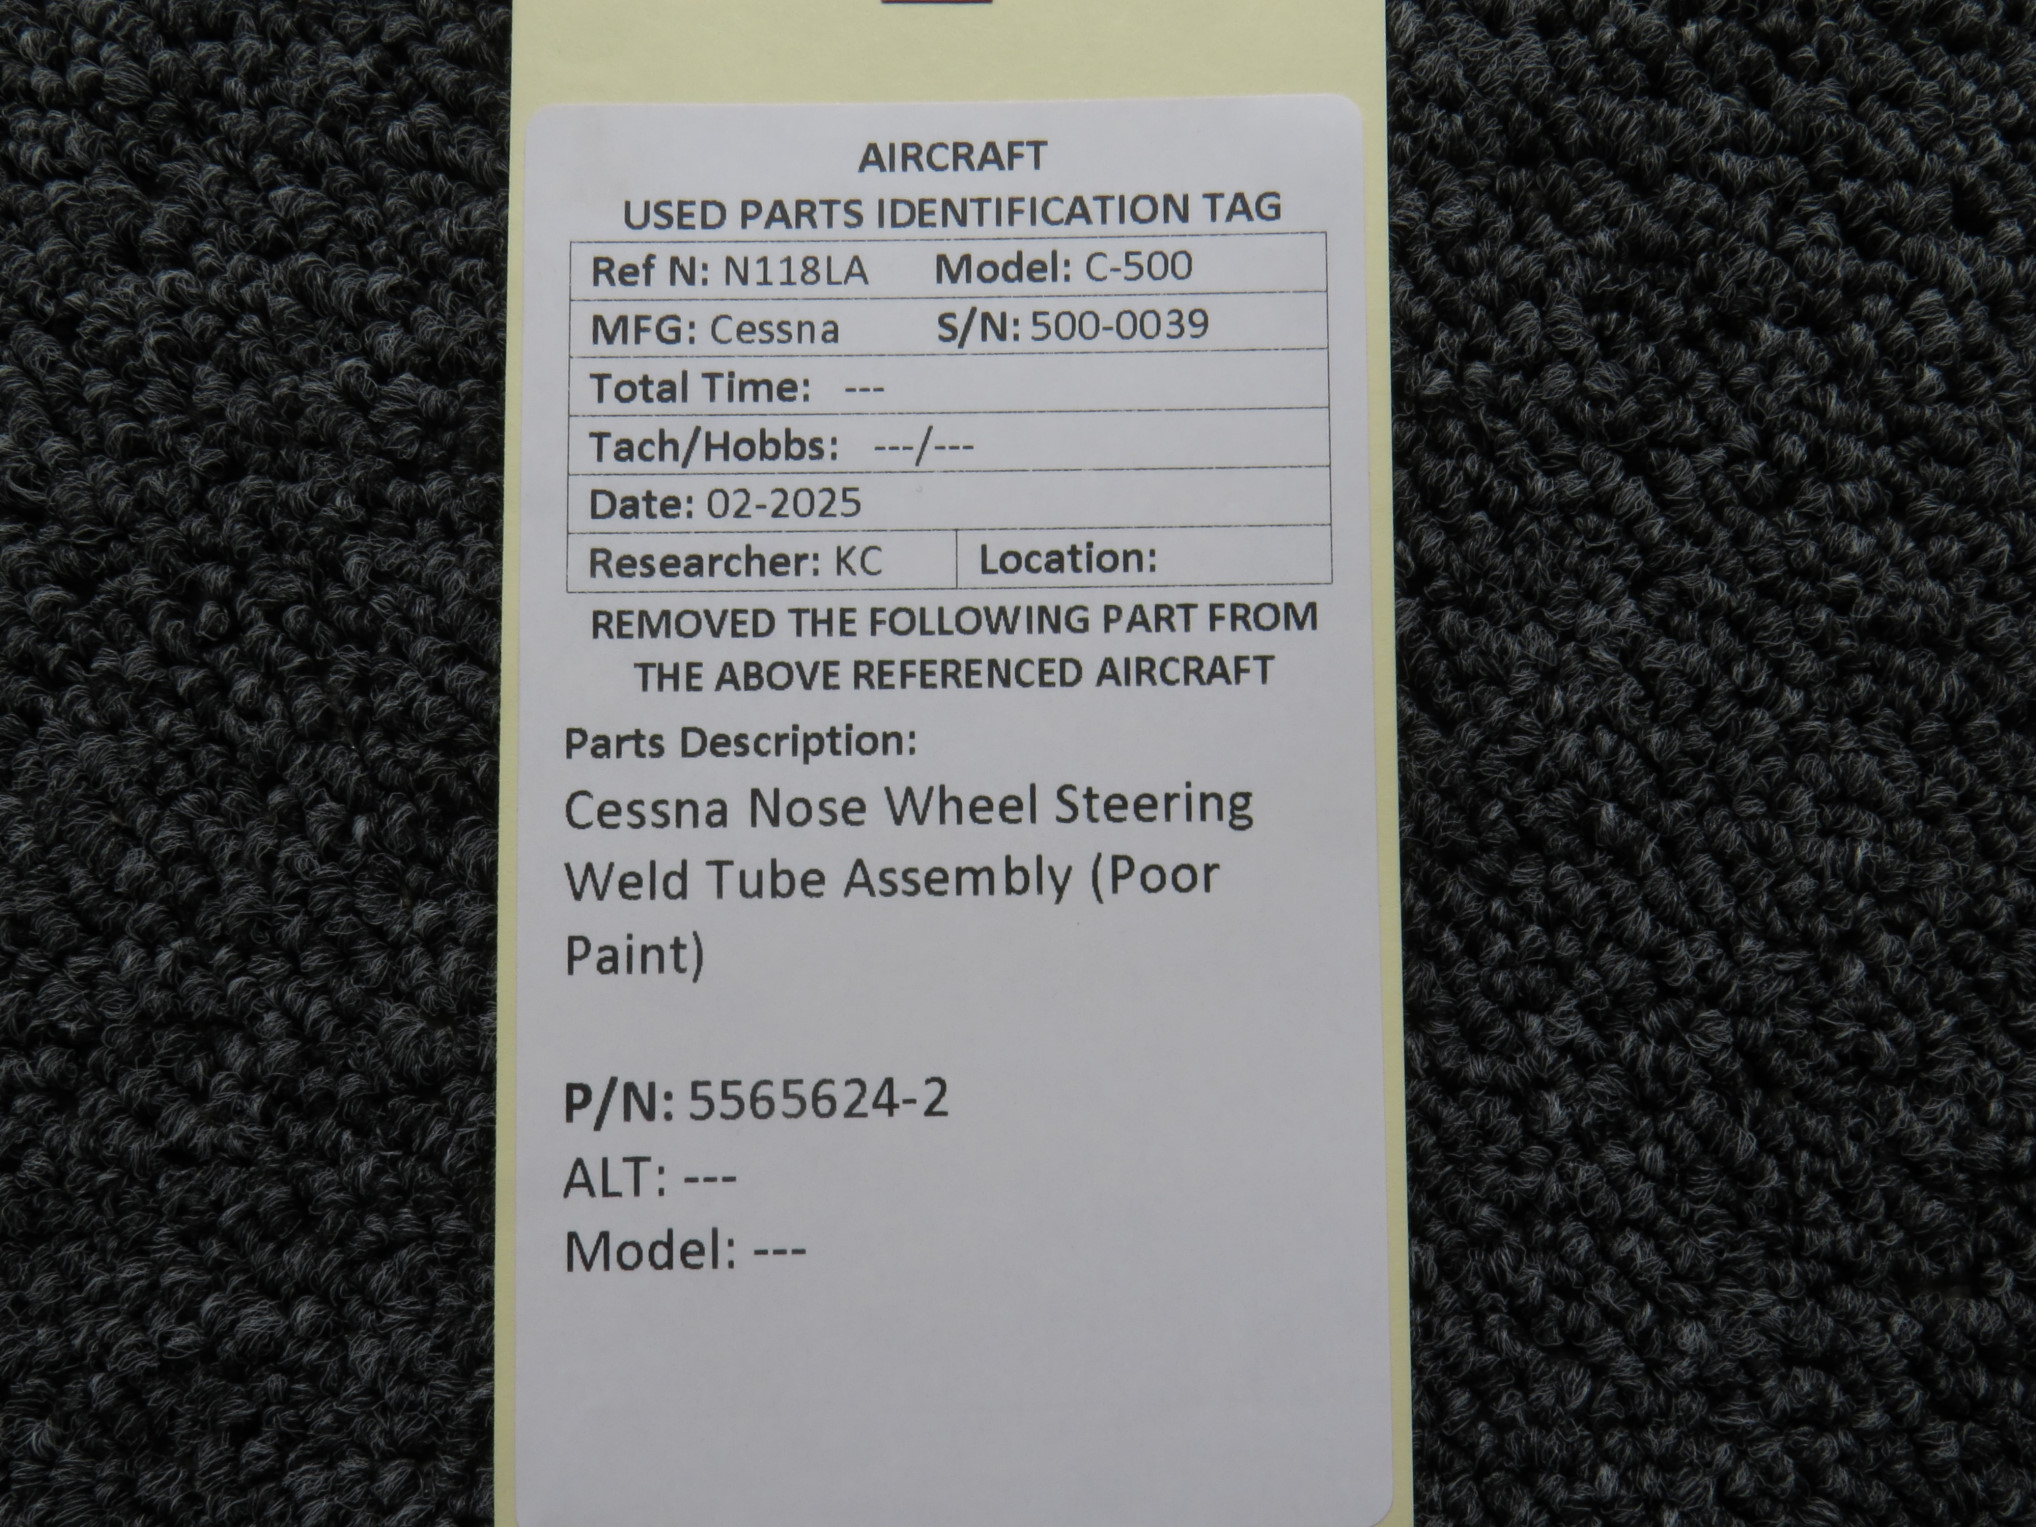 AIRCRAFT
USED PARTS IDENTIFICATION TAG
Ref N: N118LA Model: C-500
MFG: Cessna S/N: 500-0039
Total Time: ---
Tach/Hobbs: ---/---
Date: 02-2025
Researcher: KC Location:
REMOVED THE FOLLOWING PART FROM
THE ABOVE REFERENCED AIRCRAFT
Parts Description:
Cessna Nose Wheel Steering
Weld Tube Assembly (Poor
Paint)
P/N: 5565624-2
ALT: ---
Model: ---